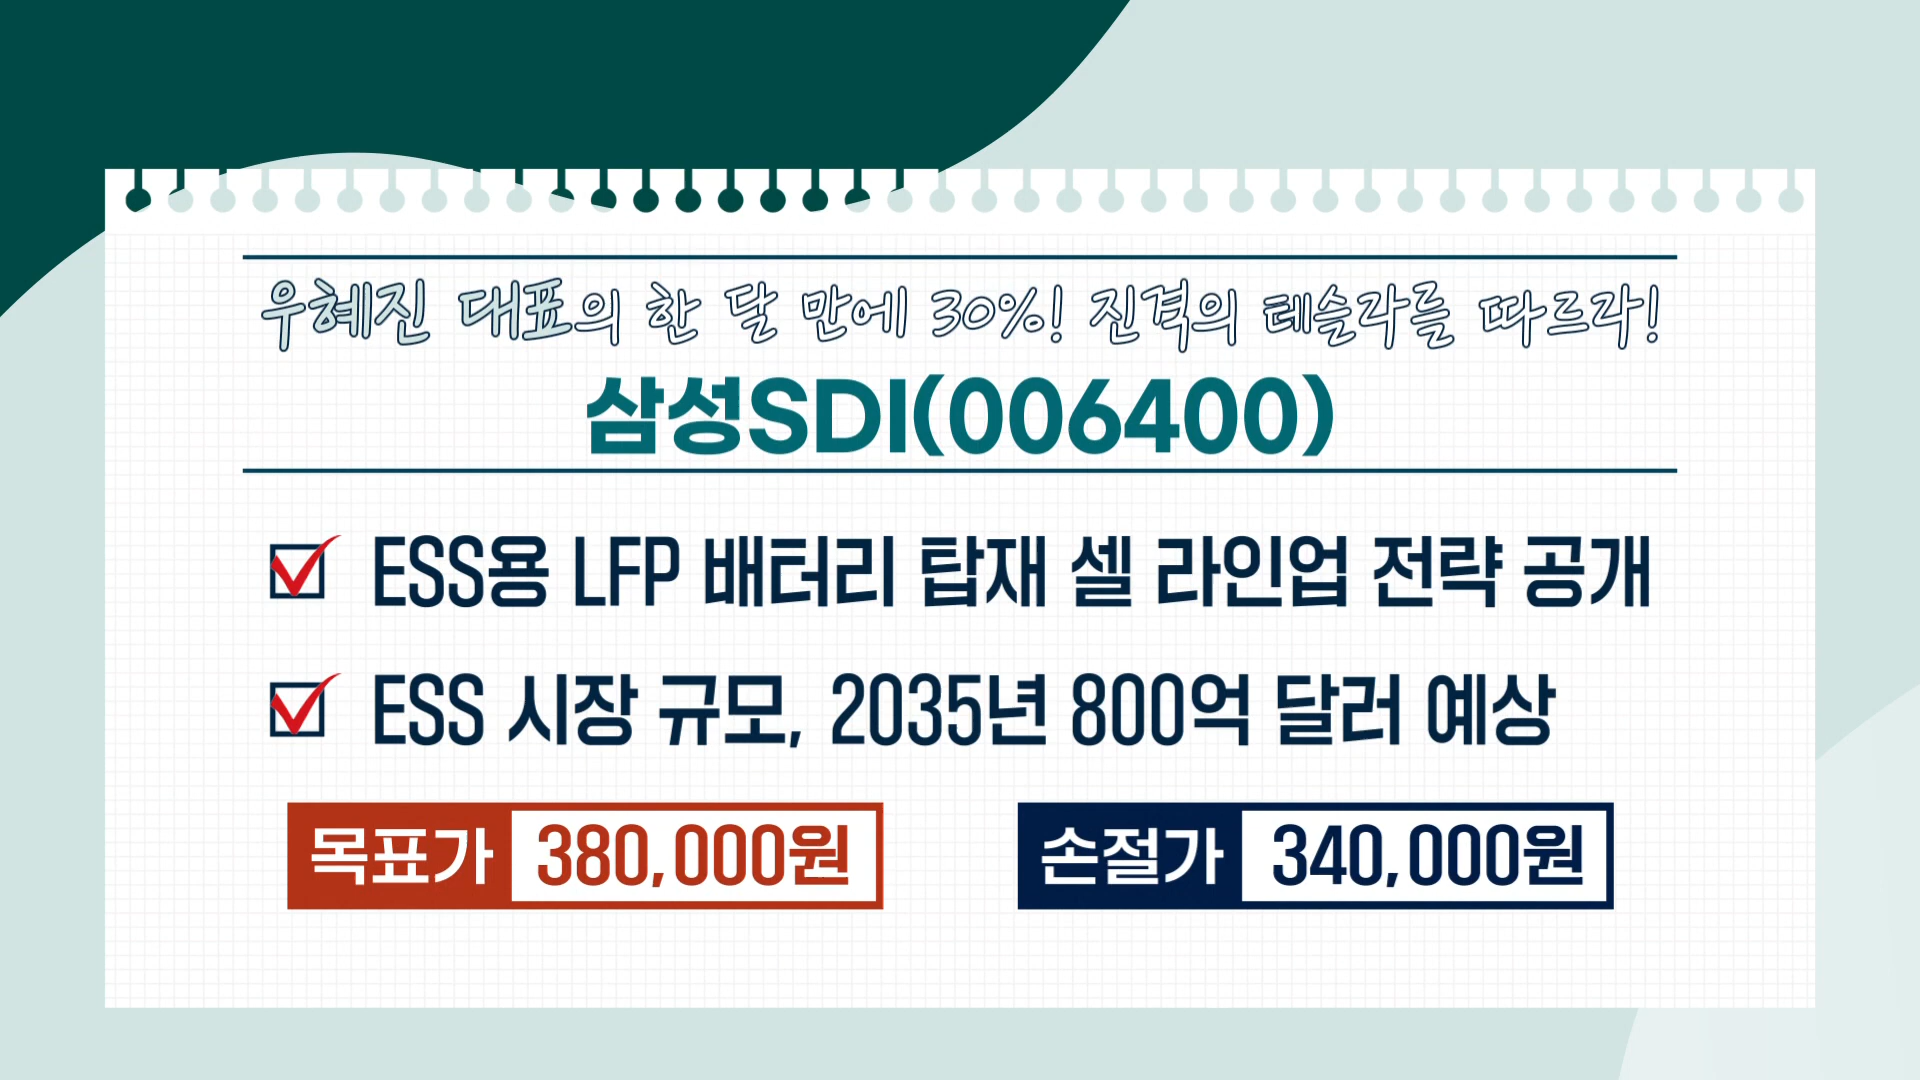 우혜진 대표의 한 달 만에 30%! 진격의 테슬라를 따르라!
삼성SDI(006400)
ESS용 LFP 배터리 탑재 셀 라인업 전략 공개
ESS 시장 규모, 2035년 800억 달러 예상
목표가 380,000원
손절가 340,000원